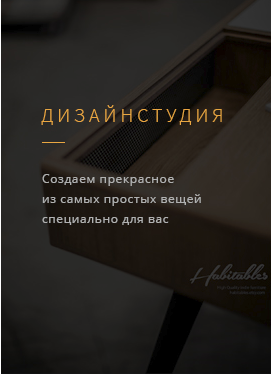 ДИЗАЙНСТУДИЯ
Создаем прекрасное
из самых простых вещей
специально для вас
Habitables